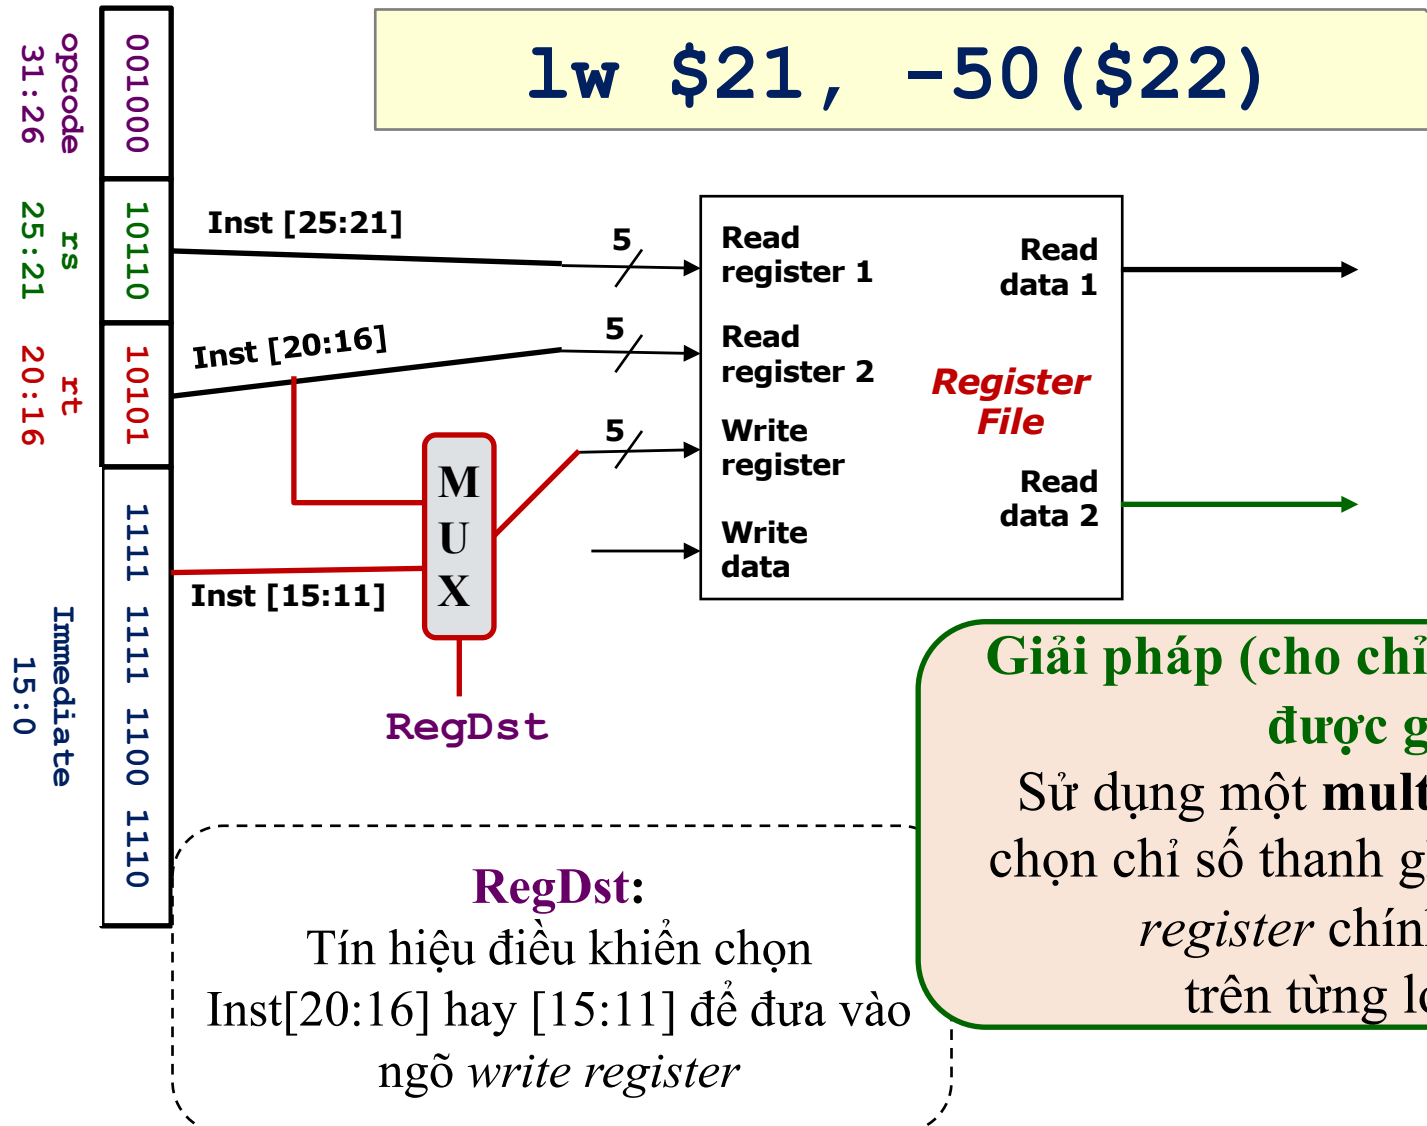 lw $21, -50($22)
opcode
31:26
001000
rs
25:21
10110
rt
20:16
10101
Immediate
15:0
1111 1111 1100 1110
Inst [25:21]
5
Inst [20:16]
5
5
Inst [15:11]
M
U
X
RegDst
Read
register 1
Read
register 2
Write
register
Write
data
Read
data 1
Register
File
Read
data 2
Giải pháp (cho chỉ
được
Sử dụng một
chọn chỉ số thanh
register
trên từng
RegDst:
Tín hiệu điều khiển chọn
Inst[20:16] hay [15:11] để đưa vào
ngõ write register